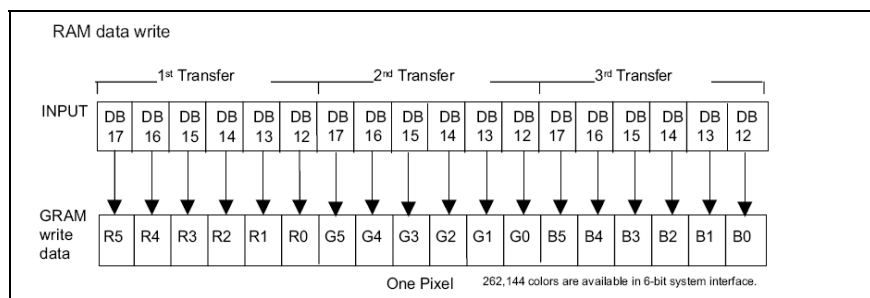 RAM data write
1st Transfer 2nd Transfer 3rd Transfer
INPUT DB DB DB DB DB DB DB DB DB DB DB DB DB DB DB DB DB DB
17 16 15 14 13 12 17 16 15 14 13 12 17 16 15 14 13 12
GRAM
write
data
R5 R4 R3 R2 R1 R0 G5 G4 G3 G2 G1 G0 B5 B4 B3 B2 B1 B0
One Pixel 262,144 colors are available in 6-bit system interface.